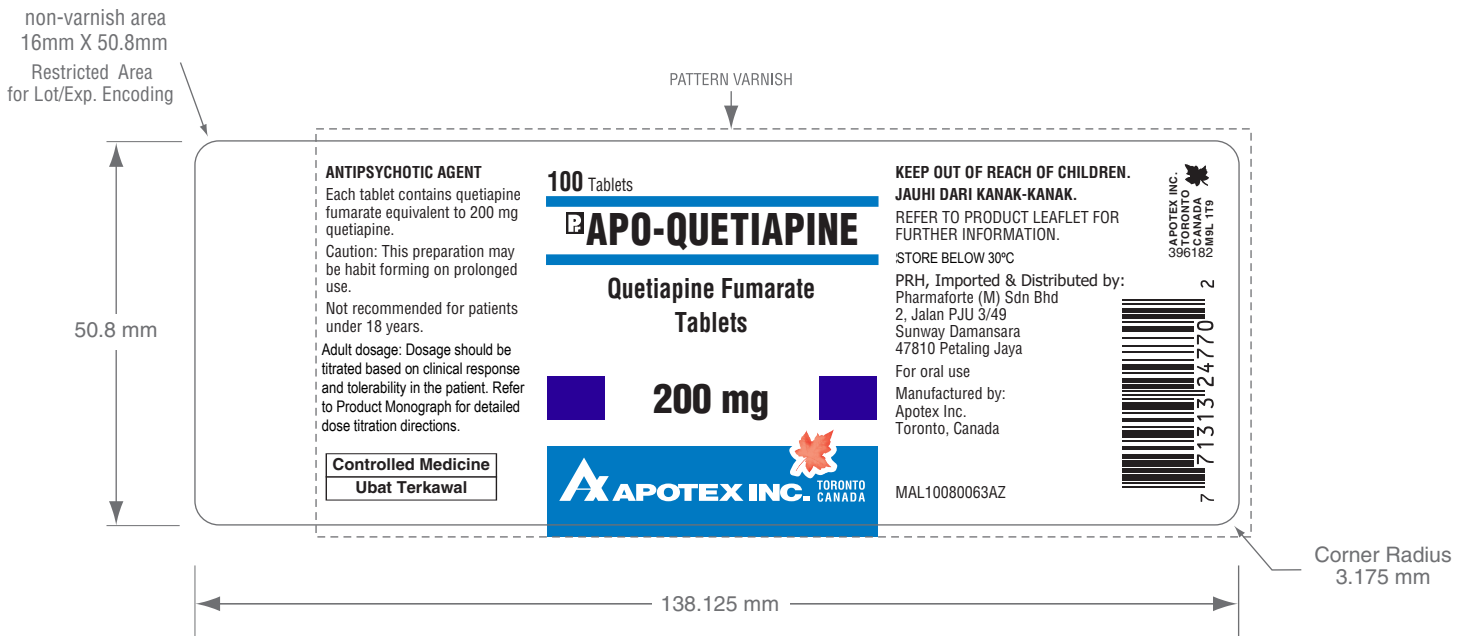 non-varnish area
16mm X 50.8mm
Restricted Area
for Lot/Exp. Encoding
PATTERN VARNISH
50.8 mm
ANTIPSYCHOTIC AGENT
Each tablet contains quetiapine
fumarate equivalent to 200 mg
quetiapine.
Caution: This preparation may
be habit forming on prolonged
use.
Not recommended for patients
under 18 years.
Adult dosage: Dosage should be
titrated based on clinical response
and tolerability in the patient. Refer
to Product Monograph for detailed
dose titration directions.
Controlled Medicine
Ubat Terkawal
100 Tablets
Pr APO-QUETIAPINE
Quetiapine Fumarate
Tablets
200 mg
APOTEX INC. TORONTO
CANADA
KEEP OUT OF REACH OF CHILDREN.
JAUHI DARI KANAK-KANAK.
REFER TO PRODUCT LEAFLET FOR
FURTHER INFORMATION.
STORE BELOW 30ºC
PRH, Imported & Distributed by:
Pharmaforte (M) Sdn Bhd
2, Jalan PJU 3/49
Sunway Damansara
47810 Petaling Jaya
For oral use
Manufactured by:
Apotex Inc.
Toronto, Canada
MAL10080063AZ
APOTEX INC.
TORONTO
CANADA
M9L 1T9
396182
7 71313 24770 2
Corner Radius
3.175 mm
138.125 mm